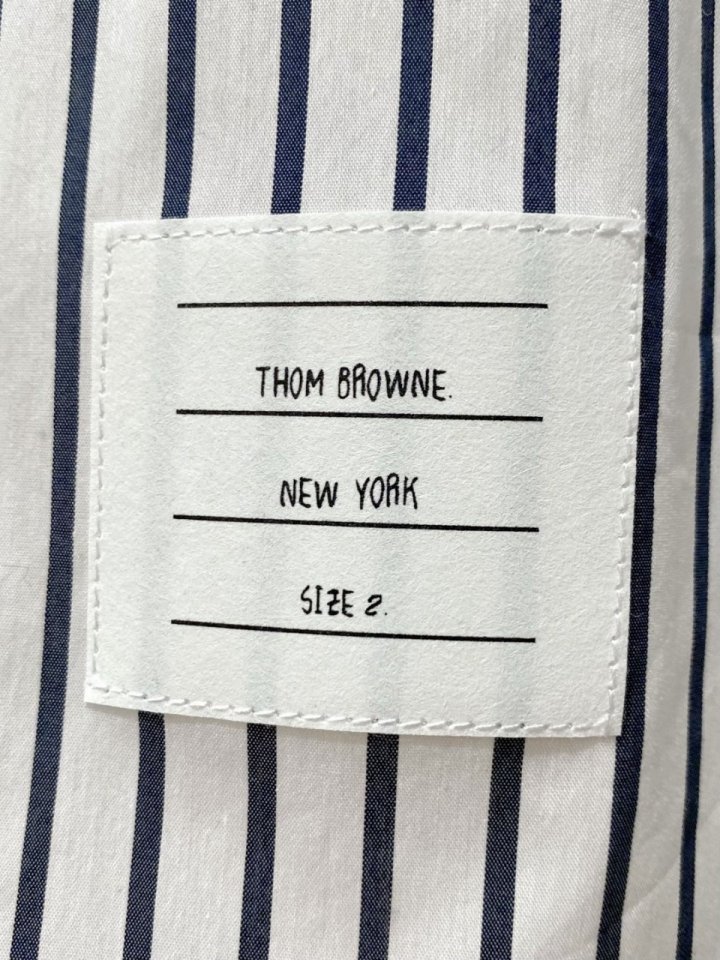 THOM BROWNE.
NEW YORK
SIZE 2.